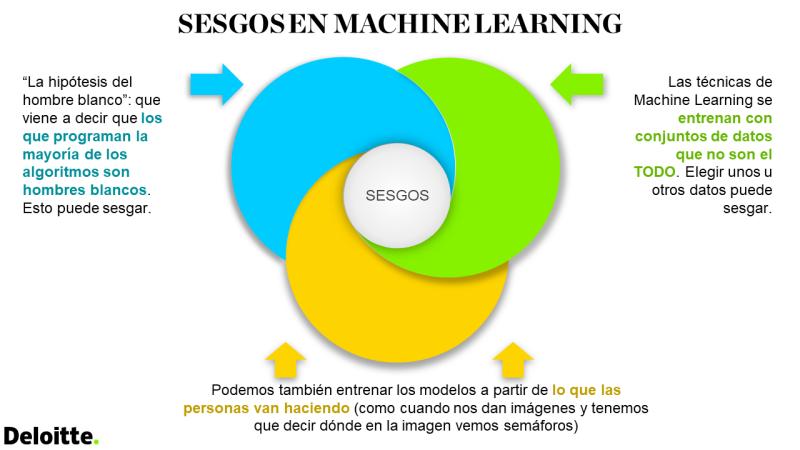 SESGOS EN MACHINE LEARNING
“La hipótesis del
hombre blanco”: que
viene a decir que los
que programan la
mayoría de los
algoritmos son
hombres blancos.
Esto puede sesgar.
Las técnicas de
Machine Learning se
entrenan con
conjuntos de datos
que no son el
TODO. Elegir unos u
otros datos puede
sesgar.
SESGOS
Podemos también entrenar los modelos a partir de lo que las
personas van haciendo (como cuando nos dan imágenes y tenemos
que decir dónde en la imagen vemos semáforos)
Deloitte.